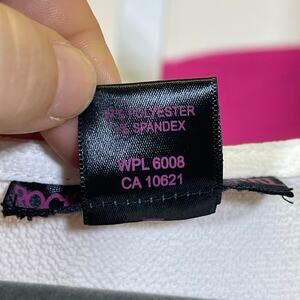 POLYESTER
SPANDEX
WPL 6008
CA 10621